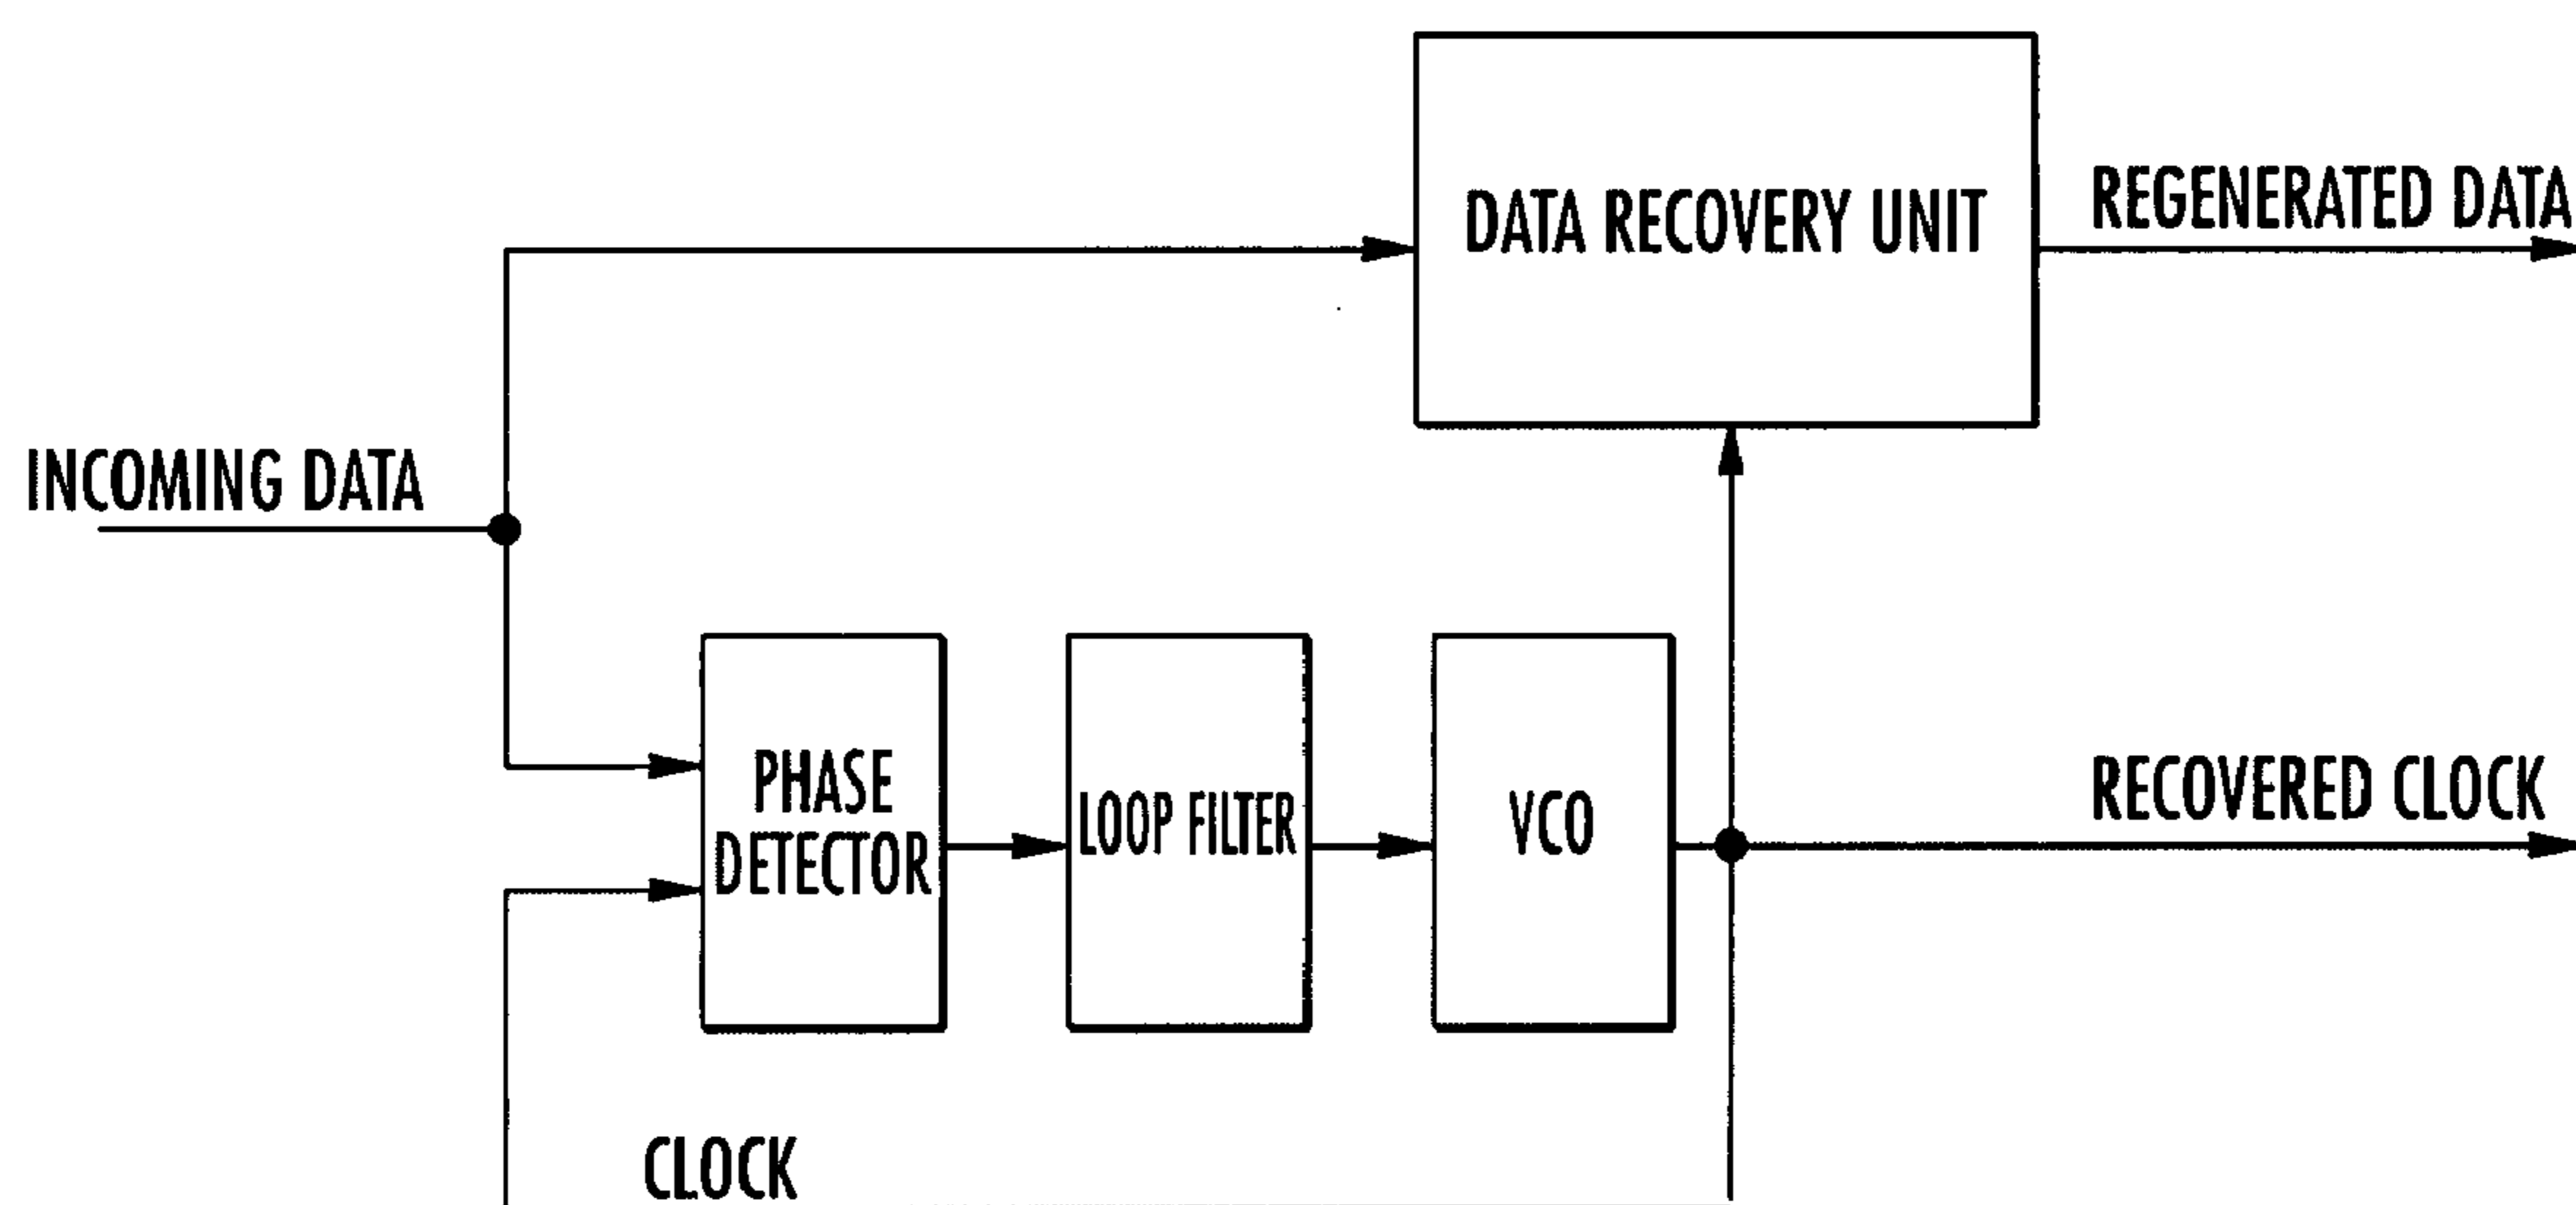 DATA RECOVERY UNIT
REGENERATED DATA
INCOMING DATA
PHASE
DETECTOR
LOOP FILTER
VCO
RECOVERED CLOCK
CLOCK